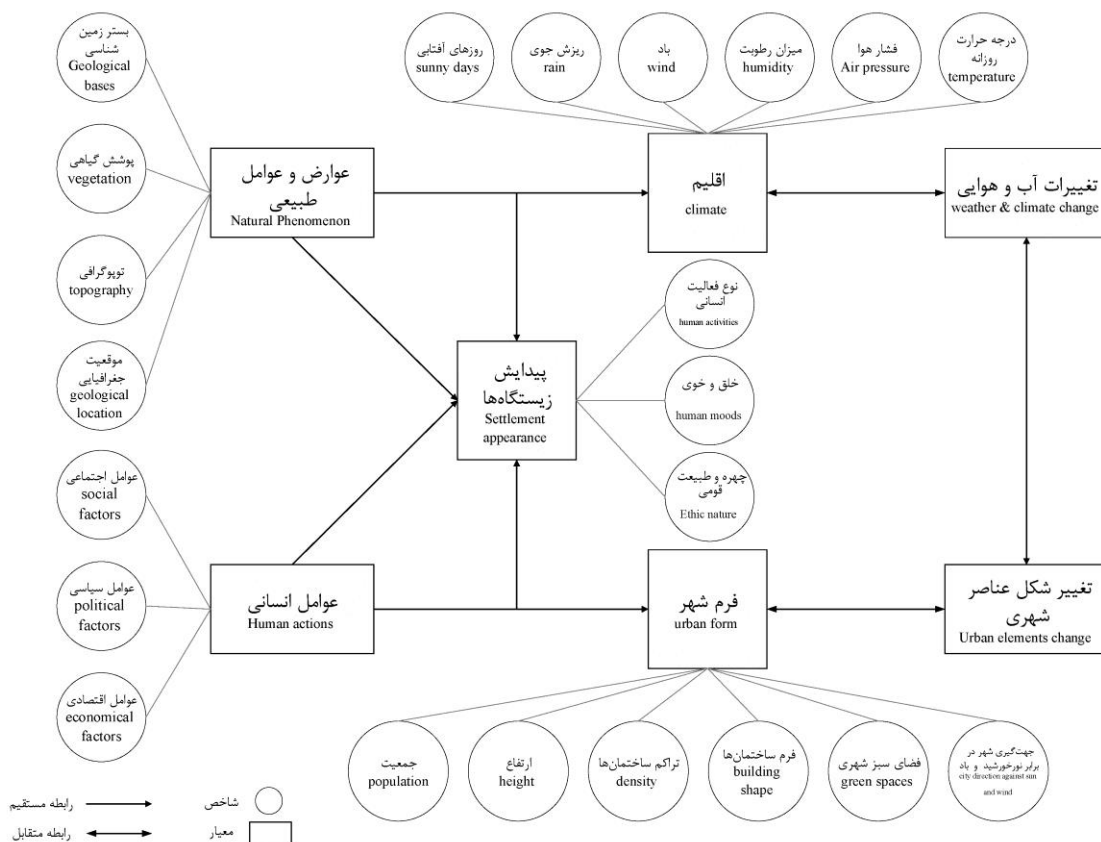 بستر زمین
شناسی
Geological
bases
پوشش گیاهی
vegetation
توپوگرافی
topography
موقعیت
جغرافیایی
geological
location
عوامل اجتماعی
social
factors
عوامل سیاسی
political
factors
عوامل اقتصادی
economical
factors
عوارض و عوامل
طبیعی
Natural Phenomenon
عوامل انسانی
Human actions
روزهای آفتابی
sunny days
ریزش جوی
rain
باد
wind
میزان رطوبت
humidity
فشار هوا
Air pressure
درجه حرارت
روزانه
temperature
اقلیم
climate
تغییرات آب و هوایی
weather & climate change
پیدایش
زیستگاه‌ها
Settlement
appearance
نوع فعالیت
انسانی
human activities
خلق و خوی
human moods
چهره و طبیعت
قومی
Ethic nature
فرم شهر
urban form
تغییر شکل عناصر
شهری
Urban elements change
جمعیت
population
ارتفاع
height
تراکم ساختمان‌ها
density
فرم ساختمان‌ها
building
shape
فضای سبز شهری
green spaces
جهت‌گیری شهر در
برابر نورخورشید و باد
city direction against sun
and wind
رابطه مستقیم
رابطه متقابل
شاخص
معیار